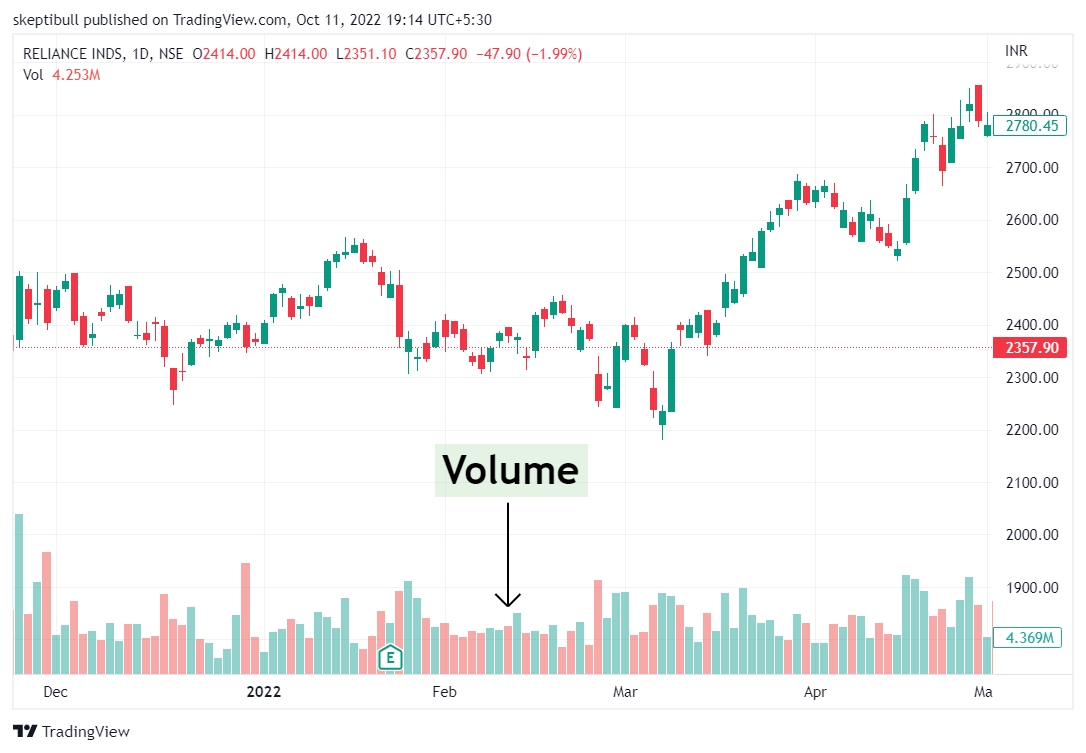 skeptibull published on TradingView.com, Oct 11, 2022 19:14 UTC+5:30
RELIANCE INDS, 1D, NSE O2414.00 H2414.00 L2351.10 C2357.90 −47.90 (−1.99%)
INR
Vol 4.253M
2800.00
2780.45
2700.00
2600.00
2500.00
2400.00
2357.90
2300.00
2200.00
Volume
2100.00
2000.00
1900.00
4.369M
E
Dec 2022 Feb Mar Apr Ma
TradingView